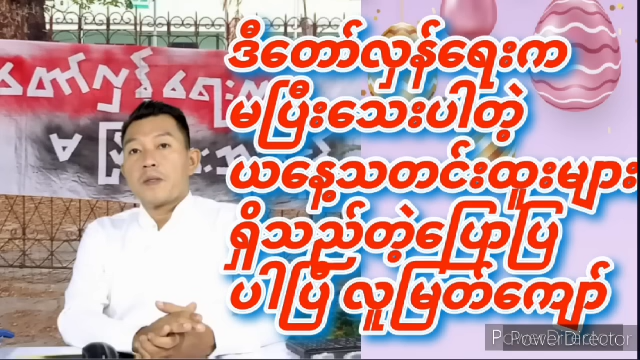 ဒီတော်လှန်ရေးက
မပြီးသေးပါတဲ့
ယနေ့သတင်းထူးများ
ရှိသည်တဲ့ပြောပြ
ပါပြီ လူမြတ်ကျော်
PowerDirector